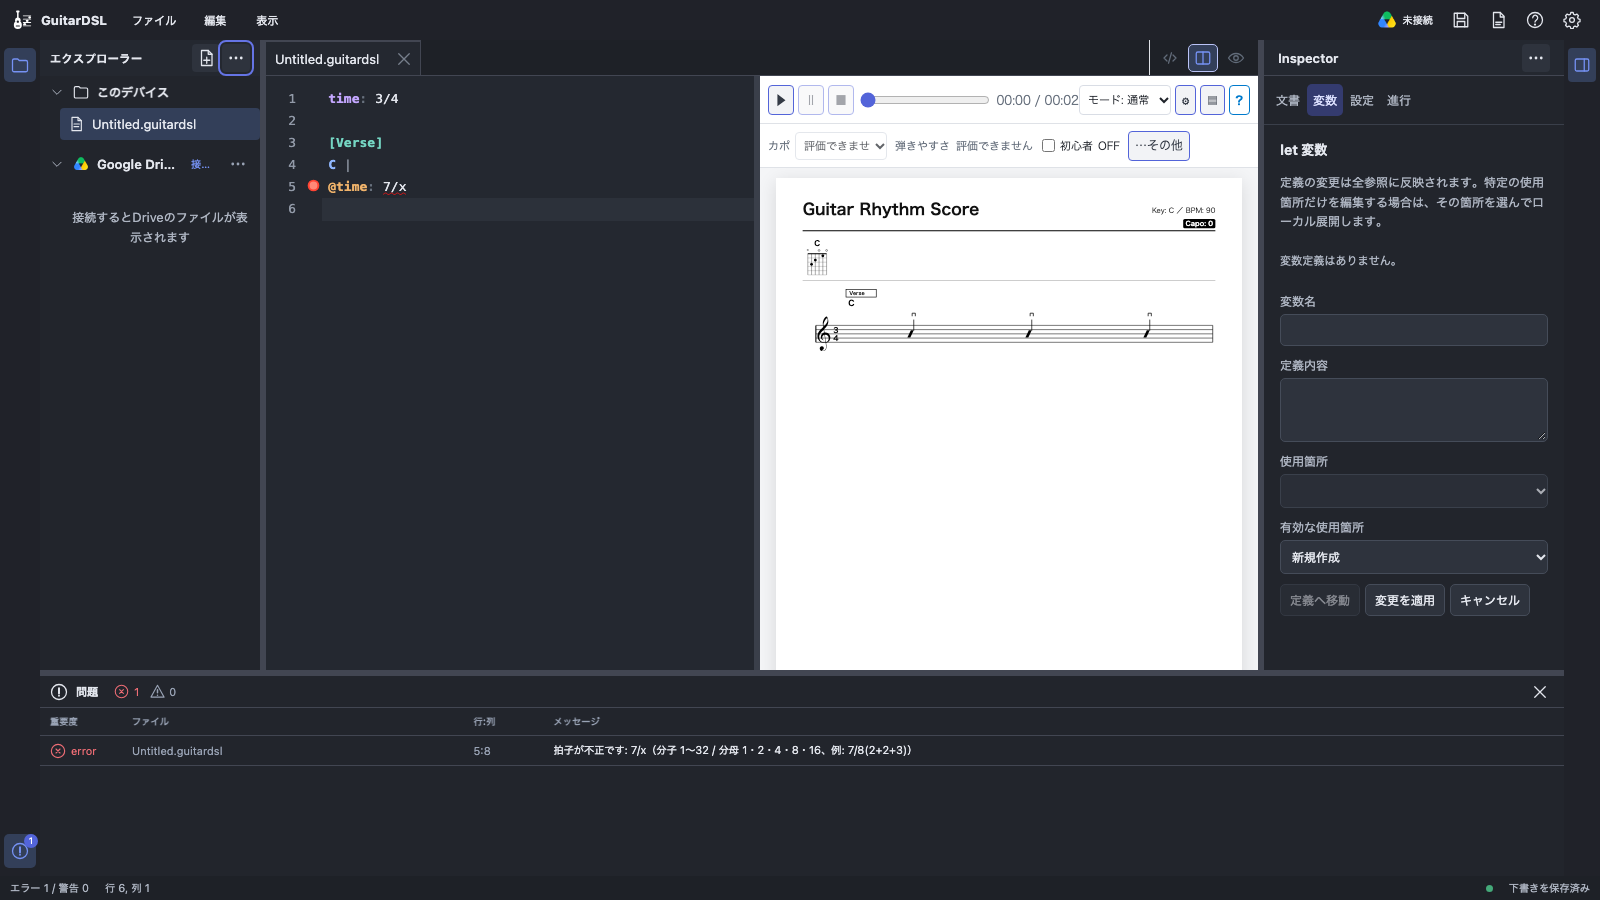 GuitarDSL ファイル 編集 表示 未接続
エクスプローラー
Untitled.guitardsl
Inspector
このデバイス
Untitled.guitardsl
Google Dri... 接...
接続するとDriveのファイルが表
示されます
1 time: 3/4
2
3 [Verse]
4 C |
5 @time: 7/x
6
00:00 / 00:02 モード: 通常 ?
カポ 評価できませ 弾きやすさ 評価できません 初心者 OFF …その他
Guitar Rhythm Score
Key: C / BPM: 90
Capo: 0
C
Verse
C
3
4
文書 変数 設定 進行
let 変数
定義の変更は全参照に反映されます。特定の使用
箇所だけを編集する場合は、その箇所を選んでロ
ーカル展開します。
変数定義はありません。
変数名
定義内容
使用箇所
有効な使用箇所
新規作成
定義へ移動 変更を適用 キャンセル
問題 1 0
重要度 ファイル 行:列 メッセージ
error Untitled.guitardsl 5:8 拍子が不正です: 7/x（分子 1〜32 / 分母 1・2・4・8・16、例: 7/8(2+2+3)）
1
エラー 1 / 警告 0 行 6, 列 1 下書きを保存済み